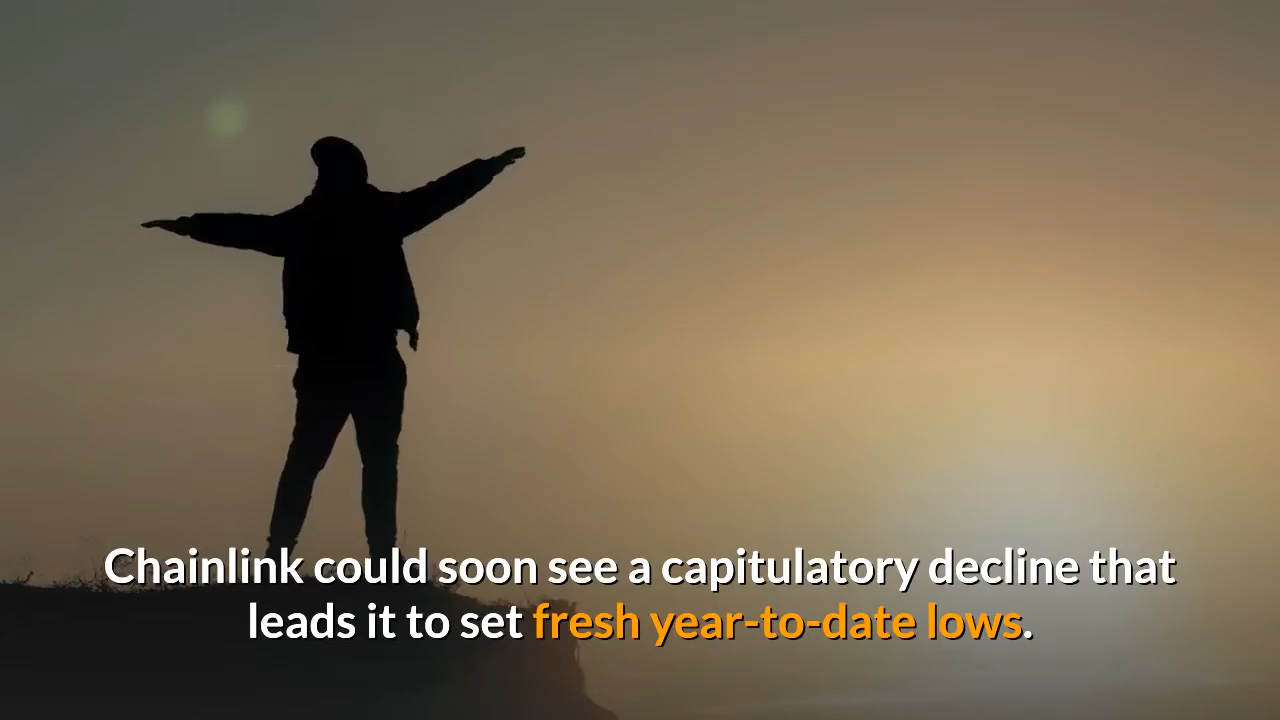 Chainlink could soon see a capitulatory decline that
leads it to set fresh year-to-date lows.